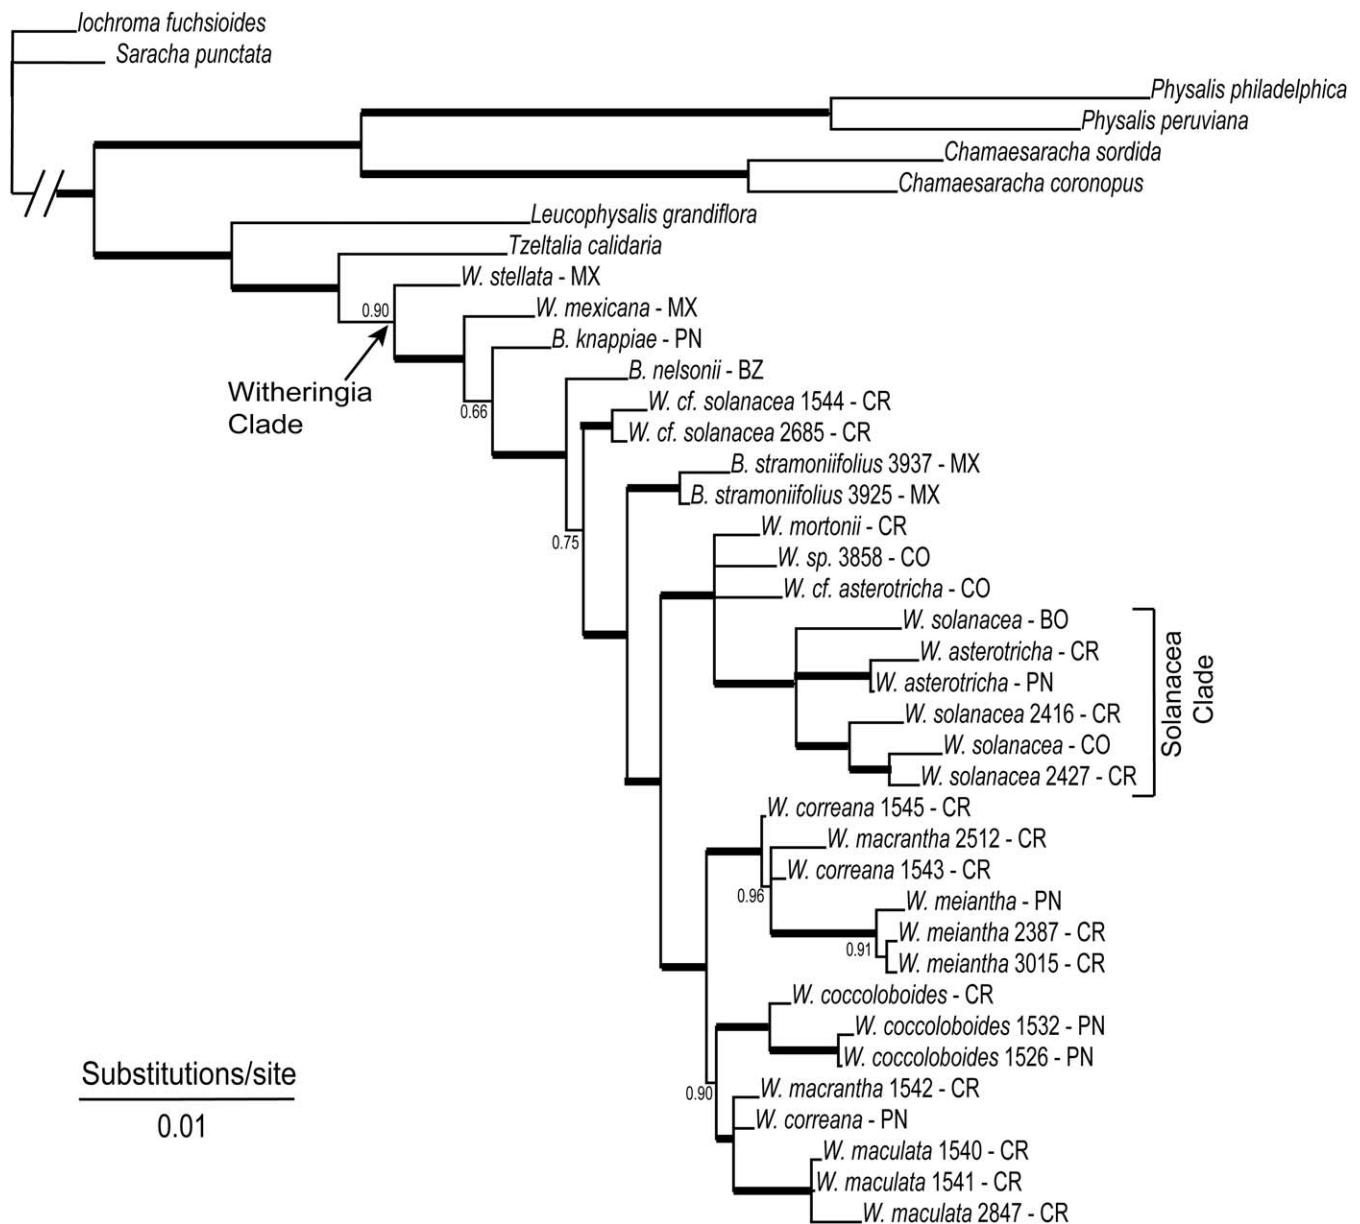 Iochroma fuchsioides
Saracha punctata
Physalis philadelphica
Physalis peruviana
Chamaesaracha sordida
Chamaesaracha coronopus
Leucophysalis grandiflora
Tzeltalia calidaria
W. stellata - MX
0.90
W. mexicana - MX
B. knappiae - PN
Witheringia
Clade
B. nelsonii - BZ
0.66
W. cf. solanacea 1544 - CR
W. cf. solanacea 2685 - CR
B. stramoniifolius 3937 - MX
B. stramoniifolius 3925 - MX
W. mortonii - CR
0.75
W. sp. 3858 - CO
W. cf. asterotricha - CO
W. solanacea - BO
W. asterotricha - CR
W. asterotricha - PN
W. solanacea 2416 - CR
W. solanacea - CO
W. solanacea 2427 - CR
Solanacea
Clade
W. correana 1545 - CR
W. macrantha 2512 - CR
W. correana 1543 - CR
0.96
W. meiantha - PN
W. meiantha 2387 - CR
0.91
W. meiantha 3015 - CR
W. coccoloboides - CR
W. coccoloboides 1532 - PN
W. coccoloboides 1526 - PN
Substitutions/site
0.01
0.90
W. macrantha 1542 - CR
W. correana - PN
W. maculata 1540 - CR
W. maculata 1541 - CR
W. maculata 2847 - CR